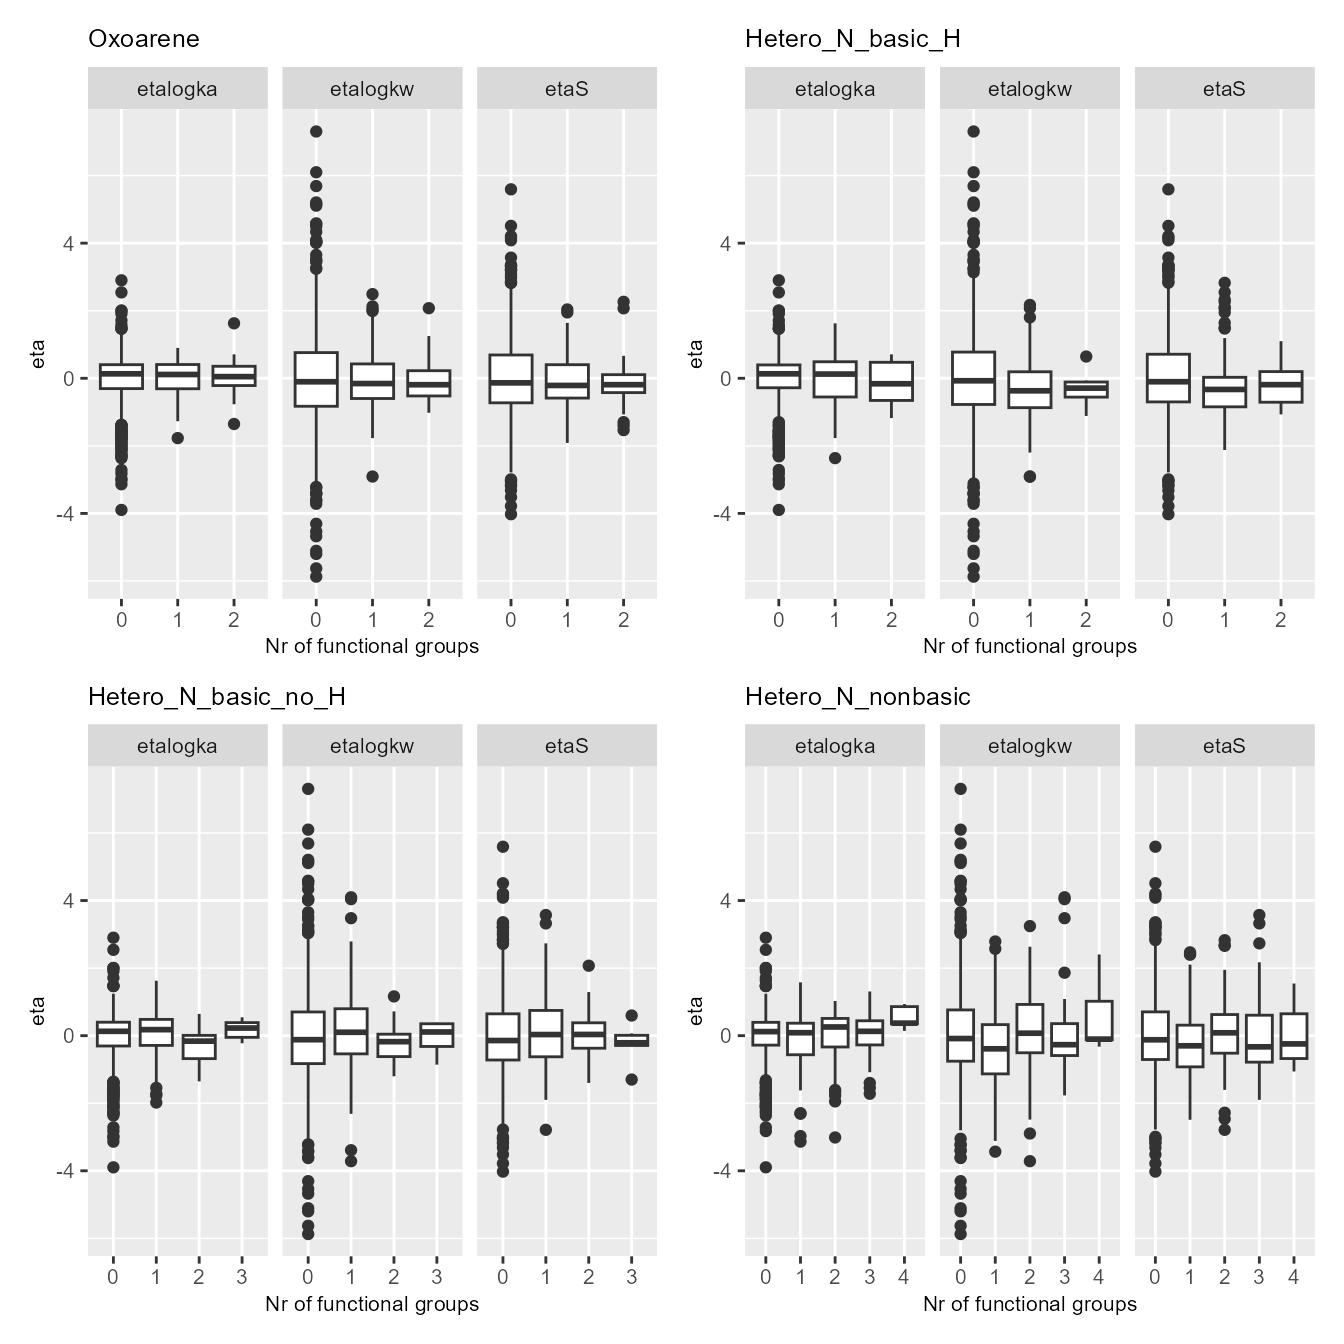 Oxoarene
etalogka etalogkw etaS
eta
4
0
-4
0 1 2 0 1 2 0 1 2
Nr of functional groups
Hetero_N_basic_H
etalogka etalogkw etaS
eta
4
0
-4
0 1 2 0 1 2 0 1 2
Nr of functional groups
Hetero_N_basic_no_H
etalogka etalogkw etaS
eta
4
0
-4
0 1 2 3 0 1 2 3 0 1 2 3
Nr of functional groups
Hetero_N_nonbasic
etalogka etalogkw etaS
eta
4
0
-4
0 1 2 3 4 0 1 2 3 4 0 1 2 3 4
Nr of functional groups